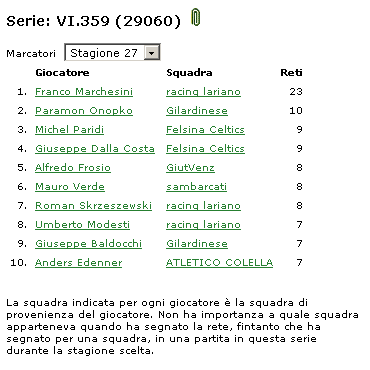 Serie: VI.359 (29060)
Marcatori Stagione 27
Giocatore Squadra Reti
1. Franco Marchesini racing lariano 23
2. Paramon Onopko Gilardinese 10
3. Michel Paridi Felsina Celtics 9
4. Giuseppe Dalla Costa Felsina Celtics 9
5. Alfredo Frosio GiutVenz 8
6. Mauro Verde sambarcati 8
7. Roman Skrzeszewski racing lariano 8
8. Umberto Modesti racing lariano 7
9. Giuseppe Baldocchi Gilardinese 7
10. Anders Edenner ATLETICO COLELLA 7
La squadra indicata per ogni giocatore è la squadra di
provenienza del giocatore. Non ha importanza a quale squadra
apparteneva quando ha segnato la rete, fintanto che ha
segnato per una squadra, in una partita in questa serie
durante la stagione scelta.